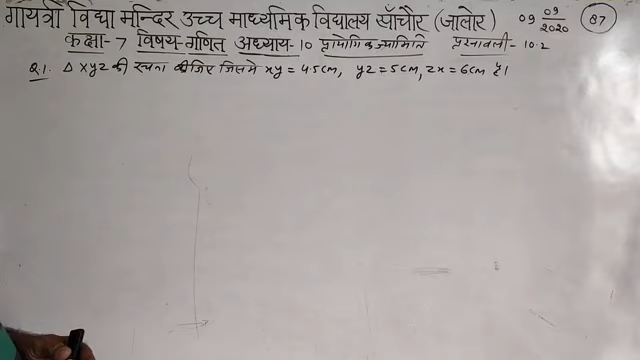 गायत्री विद्या मन्दिर उच्च माध्यमिक विद्यालय साँचौर (जालोर) 09 09/2020 87
कक्षा-7 विषय-गणित अध्याय-10 प्रायोगिक ज्यामिति प्रश्नावली-10.2
Q1. Δ XYZ की रचना कीजिए जिसमें XY = 4.5cm, YZ = 5cm, ZX = 6cm है।